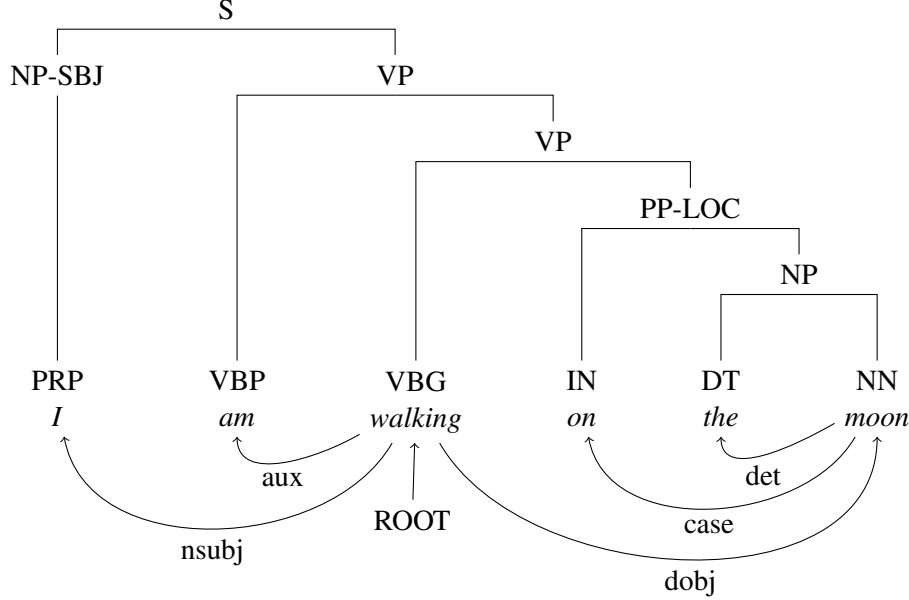 S
NP-SBJ VP
VP
PP-LOC
NP
PRP VBP VBG IN DT NN
I am walking on the moon
aux det
ROOT case
nsubj dobj